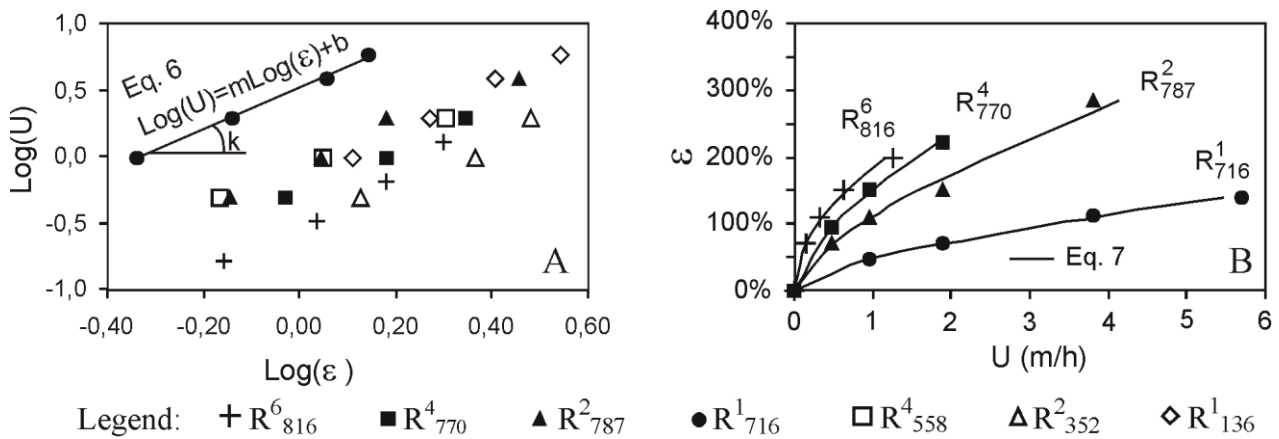 1,0
0,5
0,0
-0,5
-1,0
Log(U)
-0,40 -0,20 0,00 0,20 0,40 0,60
Log(ε )
Eq. 6
Log(U)=mLog(ε)+b
k
A
400%
300%
200%
100%
0%
ε
0 1 2 3 4 5 6
U (m/h)
R⁶₈₁₆
R⁴₇₇₀
R²₇₈₇
R¹₇₁₆
Eq. 7
B
Legend: R⁶₈₁₆ R⁴₇₇₀ R²₇₈₇ R¹₇₁₆ R⁴₅₅₈ R²₃₅₂ R¹₁₃₆